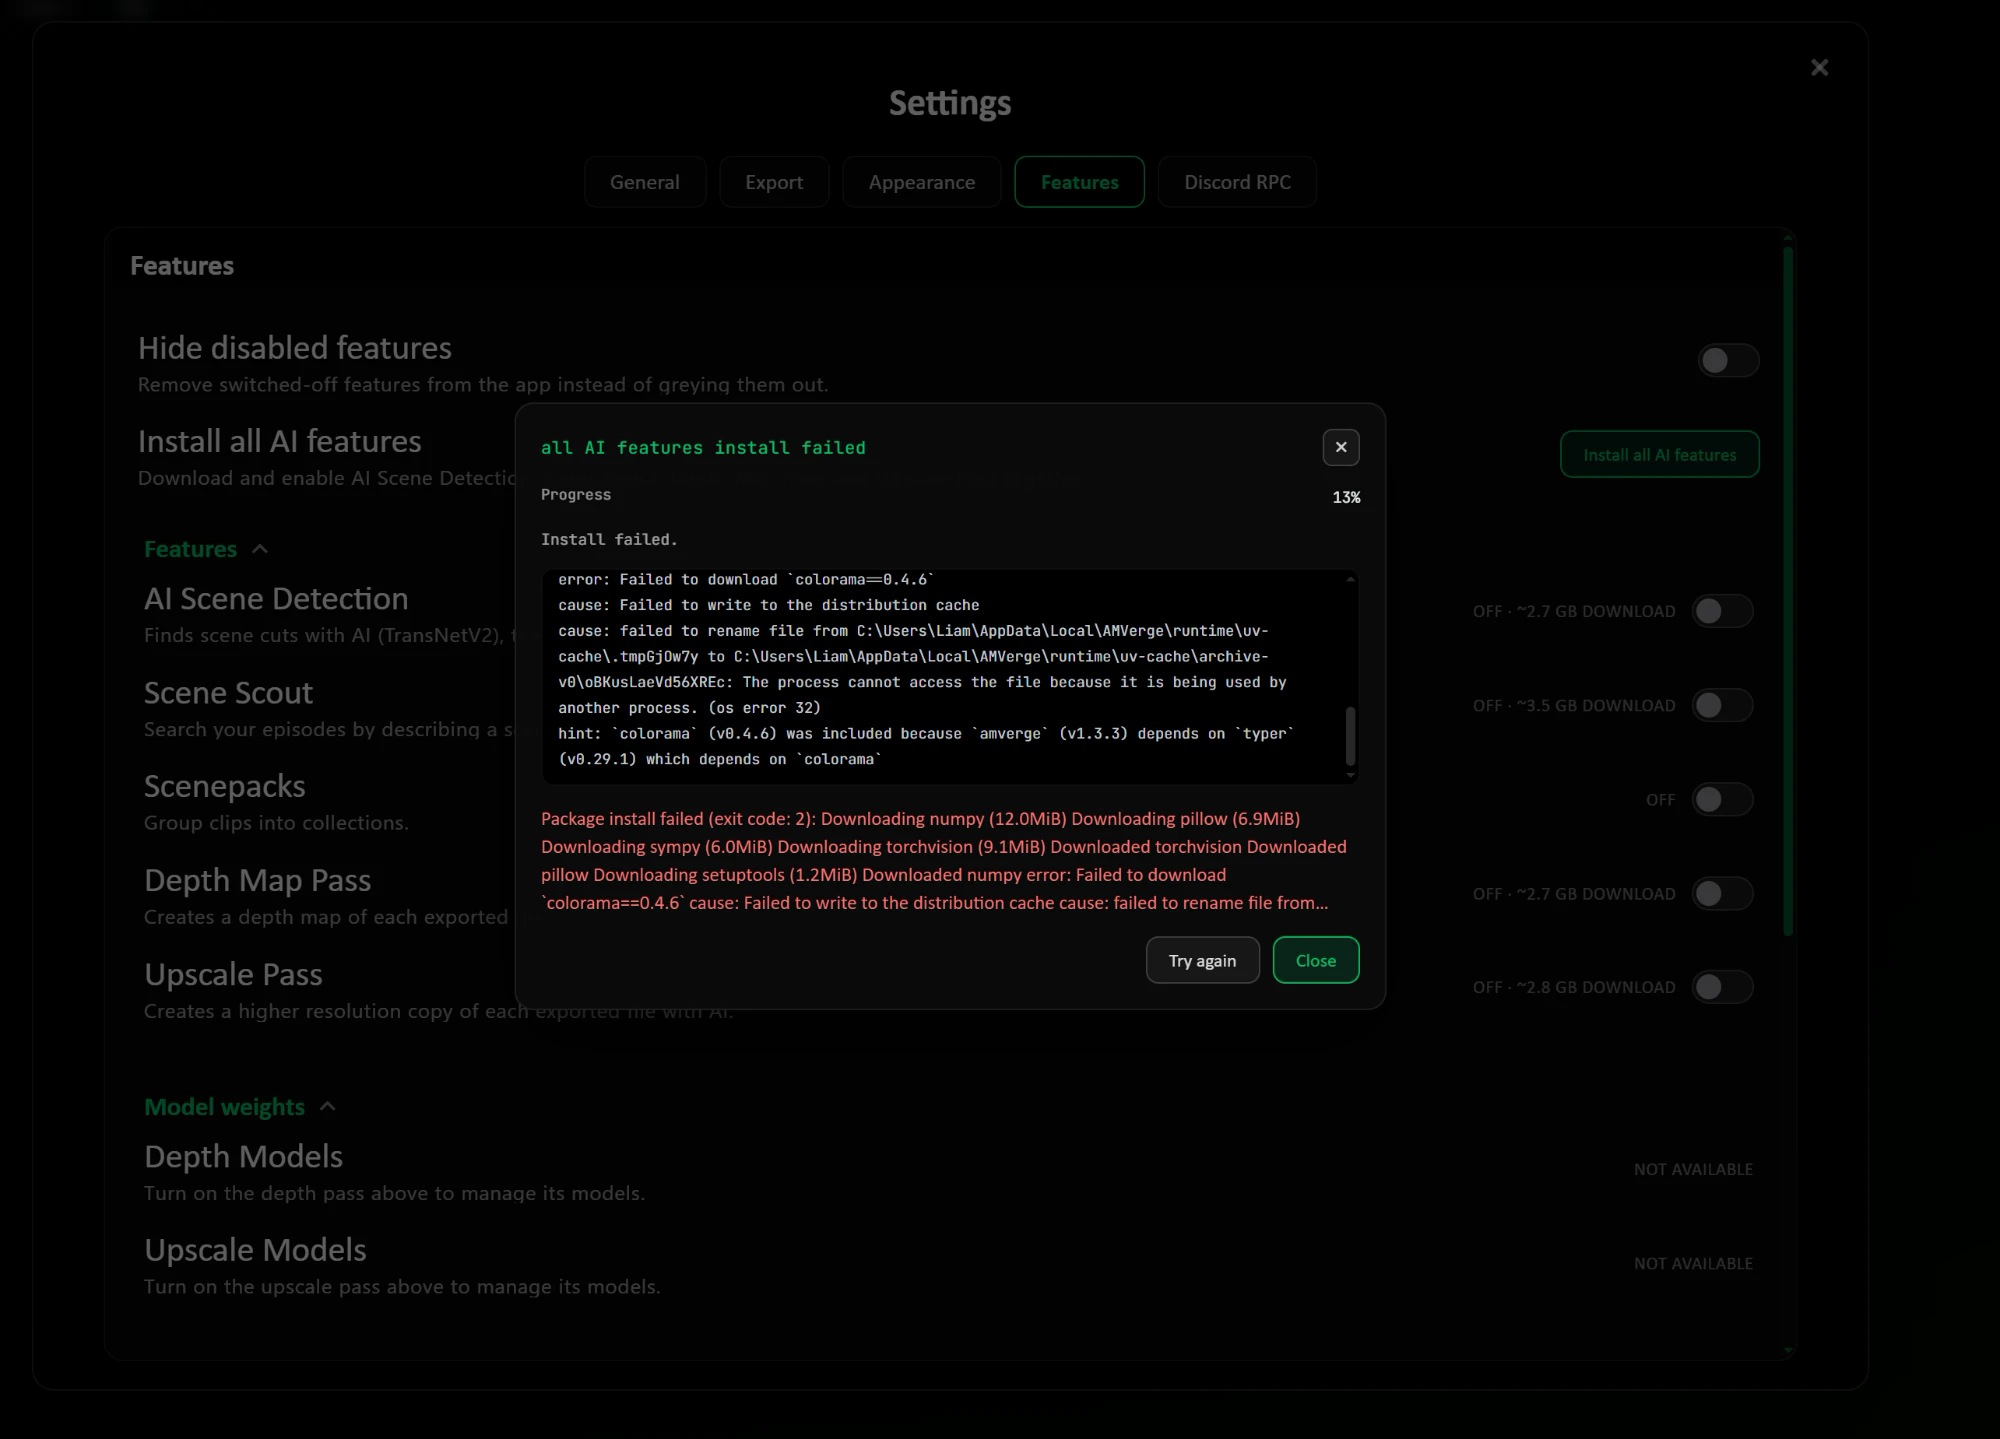 Settings
General
Export
Appearance
Features
Discord RPC
Features
Hide disabled features
Remove switched-off features from the app instead of greying them out.
Install all AI features
Download and enable AI Scene Detectio
Install all AI features
Features
AI Scene Detection
Finds scene cuts with AI (TransNetV2), t
OFF · ~2.7 GB DOWNLOAD
Scene Scout
Search your episodes by describing a s
OFF · ~3.5 GB DOWNLOAD
Scenepacks
Group clips into collections.
OFF
Depth Map Pass
Creates a depth map of each exported
OFF · ~2.7 GB DOWNLOAD
Upscale Pass
Creates a higher resolution copy of each exported file with AI.
OFF · ~2.8 GB DOWNLOAD
all AI features install failed
Progress
13%
Install failed.
error: Failed to download `colorama==0.4.6`
cause: Failed to write to the distribution cache
cause: failed to rename file from C:\Users\Liam\AppData\Local\AMVerge\runtime\uv-
cache\.tmpGjOw7y to C:\Users\Liam\AppData\Local\AMVerge\runtime\uv-cache\archive-
v0\oBKusLaeVd56XREc: The process cannot access the file because it is being used by
another process. (os error 32)
hint: `colorama` (v0.4.6) was included because `amverge` (v1.3.3) depends on `typer`
(v0.29.1) which depends on `colorama`
Package install failed (exit code: 2): Downloading numpy (12.0MiB) Downloading pillow (6.9MiB)
Downloading sympy (6.0MiB) Downloading torchvision (9.1MiB) Downloaded torchvision Downloaded
pillow Downloading setuptools (1.2MiB) Downloaded numpy error: Failed to download
`colorama==0.4.6` cause: Failed to write to the distribution cache cause: failed to rename file from...
Try again
Close
Model weights
Depth Models
Turn on the depth pass above to manage its models.
NOT AVAILABLE
Upscale Models
Turn on the upscale pass above to manage its models.
NOT AVAILABLE